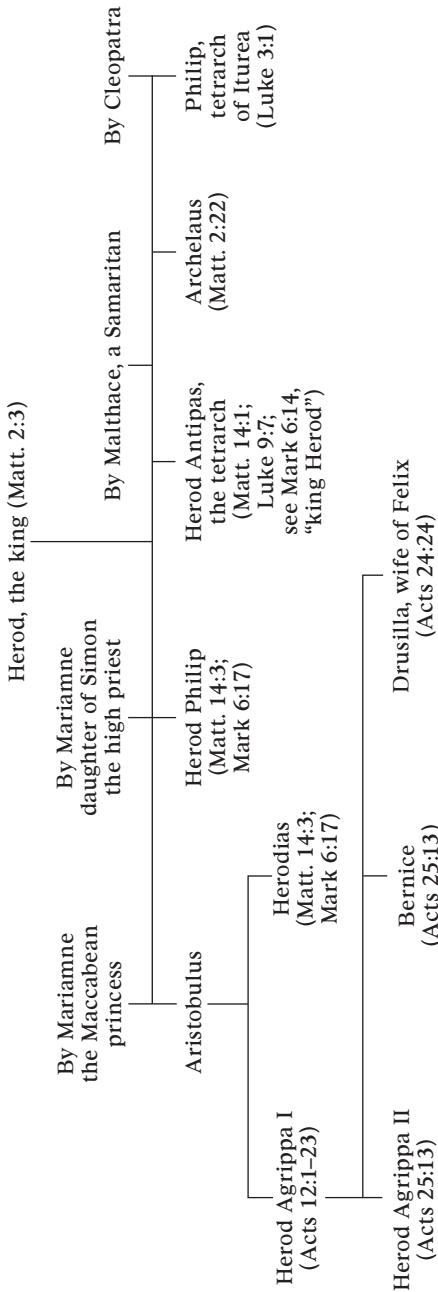 Herod, the king (Matt. 2:3)
By Mariamne
the Maccabean
princess
By Mariamne
daughter of Simon
the high priest
By Malthace, a Samaritan
By Cleopatra
Aristobulus
Herod Philip
(Matt. 14:3;
Mark 6:17)
Herod Antipas,
the tetrarch
(Matt. 14:1;
Luke 9:7;
see Mark 6:14,
“king Herod”)
Archelaus
(Matt. 2:22)
Philip,
tetrarch
of Iturea
(Luke 3:1)
Herod Agrippa I
(Acts 12:1–23)
Herodias
(Matt. 14:3;
Mark 6:17)
Herod Agrippa II
(Acts 25:13)
Bernice
(Acts 25:13)
Drusilla, wife of Felix
(Acts 24:24)